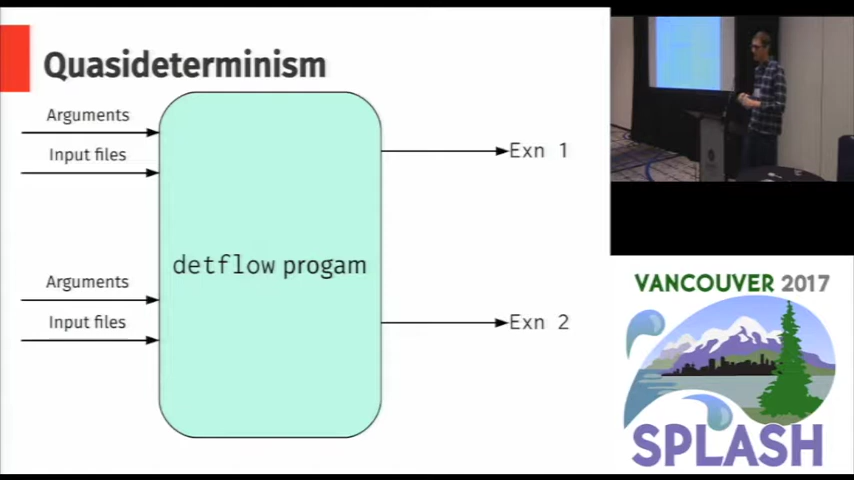 Quasideterminism
Arguments
Input files
Exn 1
detflow progam
Arguments
Input files
Exn 2
VANCOUVER 2017
SPLASH